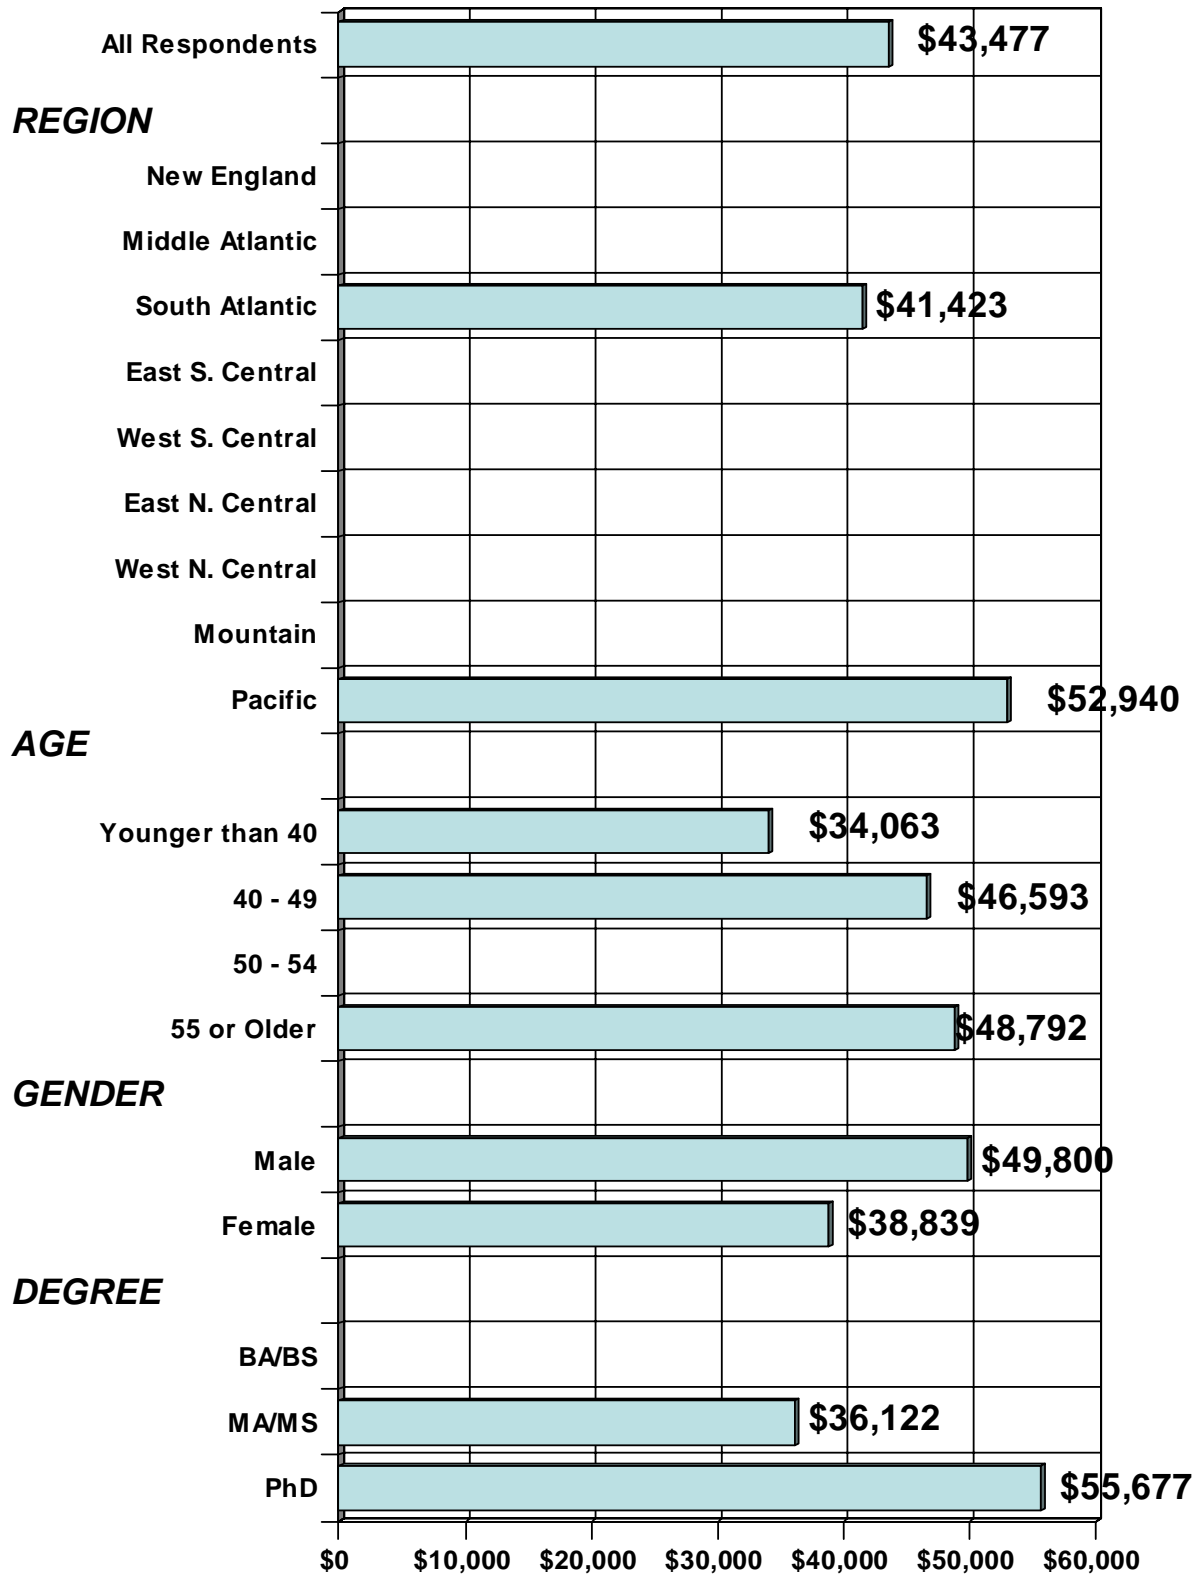 All Respondents $43,477
REGION
New England
Middle Atlantic
South Atlantic $41,423
East S. Central
West S. Central
East N. Central
West N. Central
Mountain
Pacific $52,940
AGE
Younger than 40 $34,063
40 - 49 $46,593
50 - 54
55 or Older $48,792
GENDER
Male $49,800
Female $38,839
DEGREE
BA/BS
MA/MS $36,122
PhD $55,677
$0 $10,000 $20,000 $30,000 $40,000 $50,000 $60,000